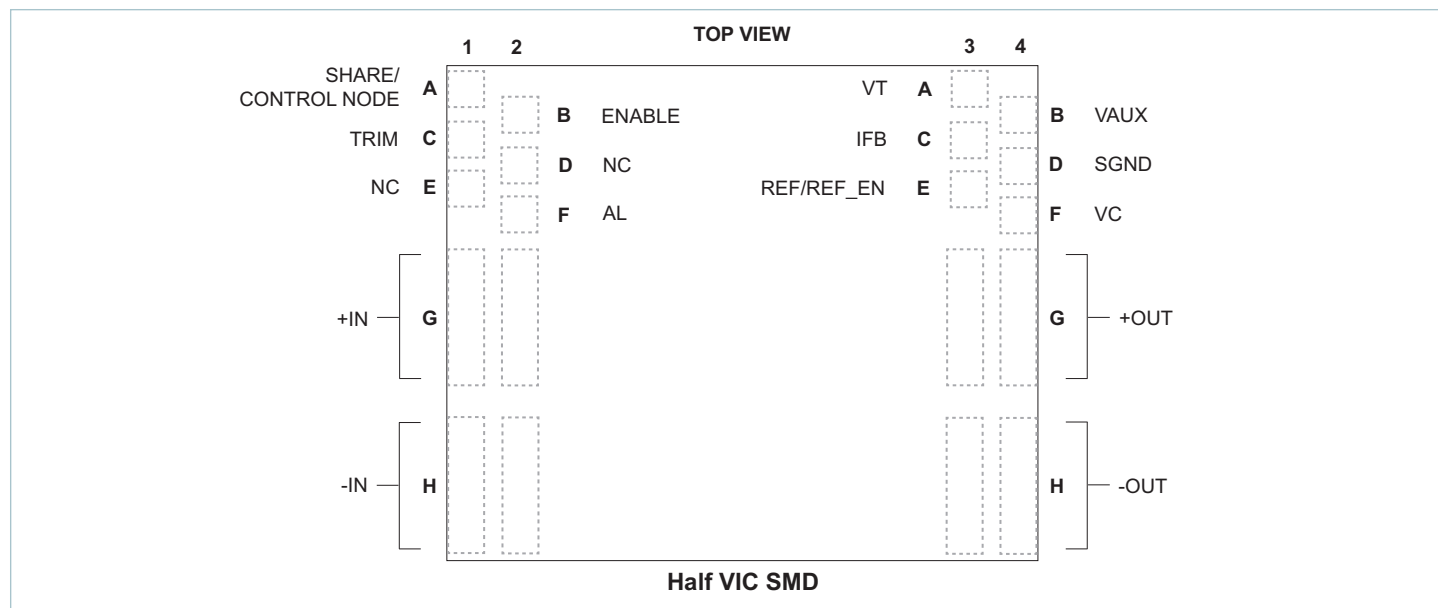 TOP VIEW
1 2 3 4
SHARE/
CONTROL NODE A
VT A
B ENABLE
B VAUX
TRIM C
IFB C
D NC
D SGND
NC E
REF/REF_EN E
F AL
F VC
+IN G
G +OUT
-IN H
H -OUT
Half VIC SMD